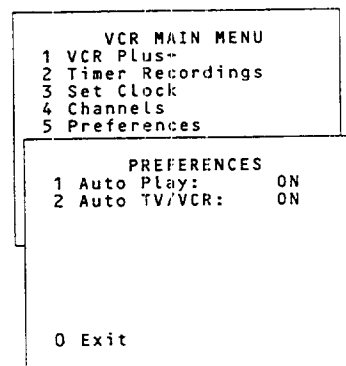 VCR MAIN MENU
1 VCR Plus+
2 Timer Recordings
3 Set Clock
4 Channels
5 Preferences
PREFERENCES
1 Auto Play: ON
2 Auto TV/VCR: ON
0 Exit